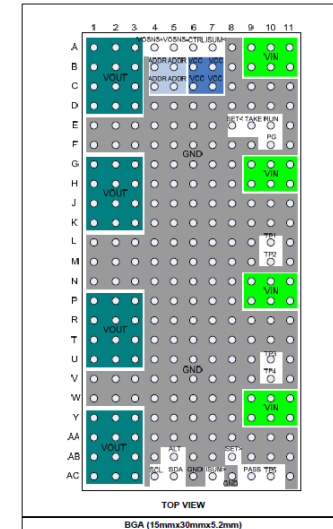 1 2 3 4 5 6 7 8 9 10 11
A VOSNS+ VOSNS- CTRL ISUM+ VIN
B VOUT ADDR ADDR VCC VCC
C ADDR ADDR VCC VCC
D
E TAKE RUN
F PG
GND
G VIN
H VOUT
J
K
L TP1
M TP2
N VIN
P
R VOUT
T
U TP3
GND
V TP4
W VIN
Y
AA VOUT
AB ALT SET>
AC SCL SDA GND ISUM- PASS TP5
GND
TOP VIEW
BGA (15mmx30mmx5.2mm)